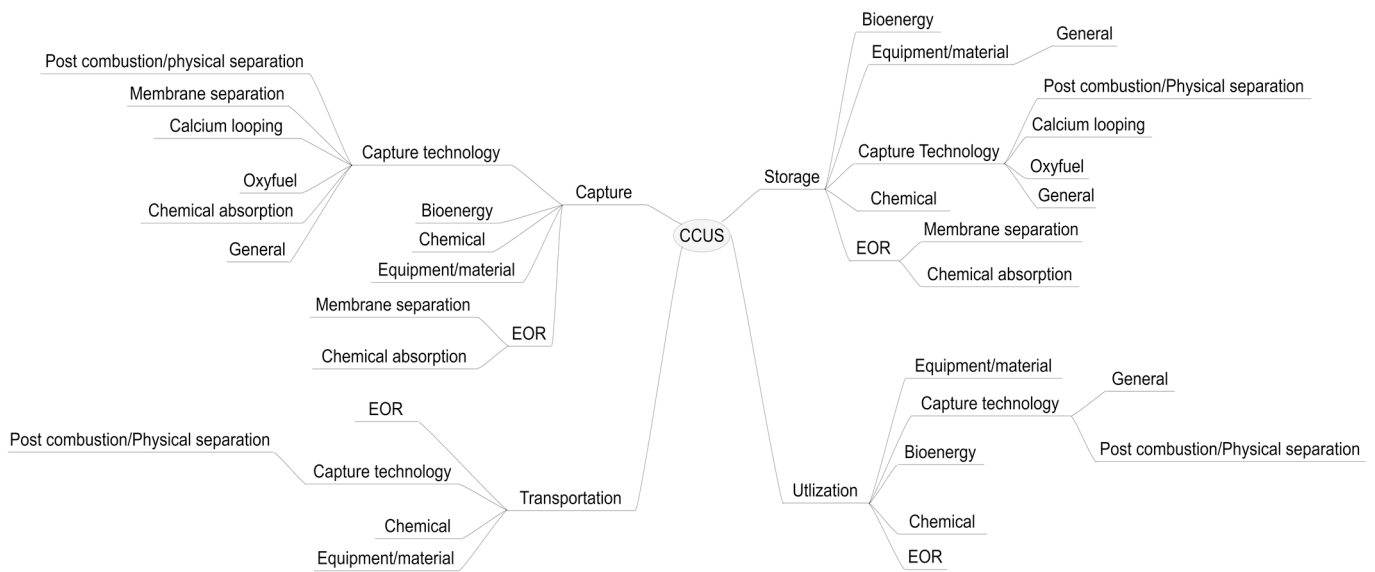 CCUS
Capture
Capture technology
Post combustion/physical separation
Membrane separation
Calcium looping
Oxyfuel
Chemical absorption
General
Bioenergy
Chemical
Equipment/material
EOR
Membrane separation
Chemical absorption
Transportation
EOR
Capture technology
Post combustion/Physical separation
Chemical
Equipment/material
Storage
Bioenergy
Equipment/material
General
Capture Technology
Post combustion/Physical separation
Calcium looping
Oxyfuel
General
Chemical
EOR
Membrane separation
Chemical absorption
Utlization
Equipment/material
Capture technology
General
Post combustion/Physical separation
Bioenergy
Chemical
EOR